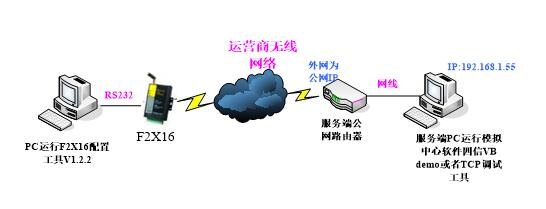 运营商无线
网络
外网为
公网IP
IP:192.168.1.55
RS232
网线
F2X16
PC运行F2X16配置
工具V1.2.2
服务端公
网路由器
服务端PC运行模拟
中心软件四信VB
demo或者TCP调试
工具